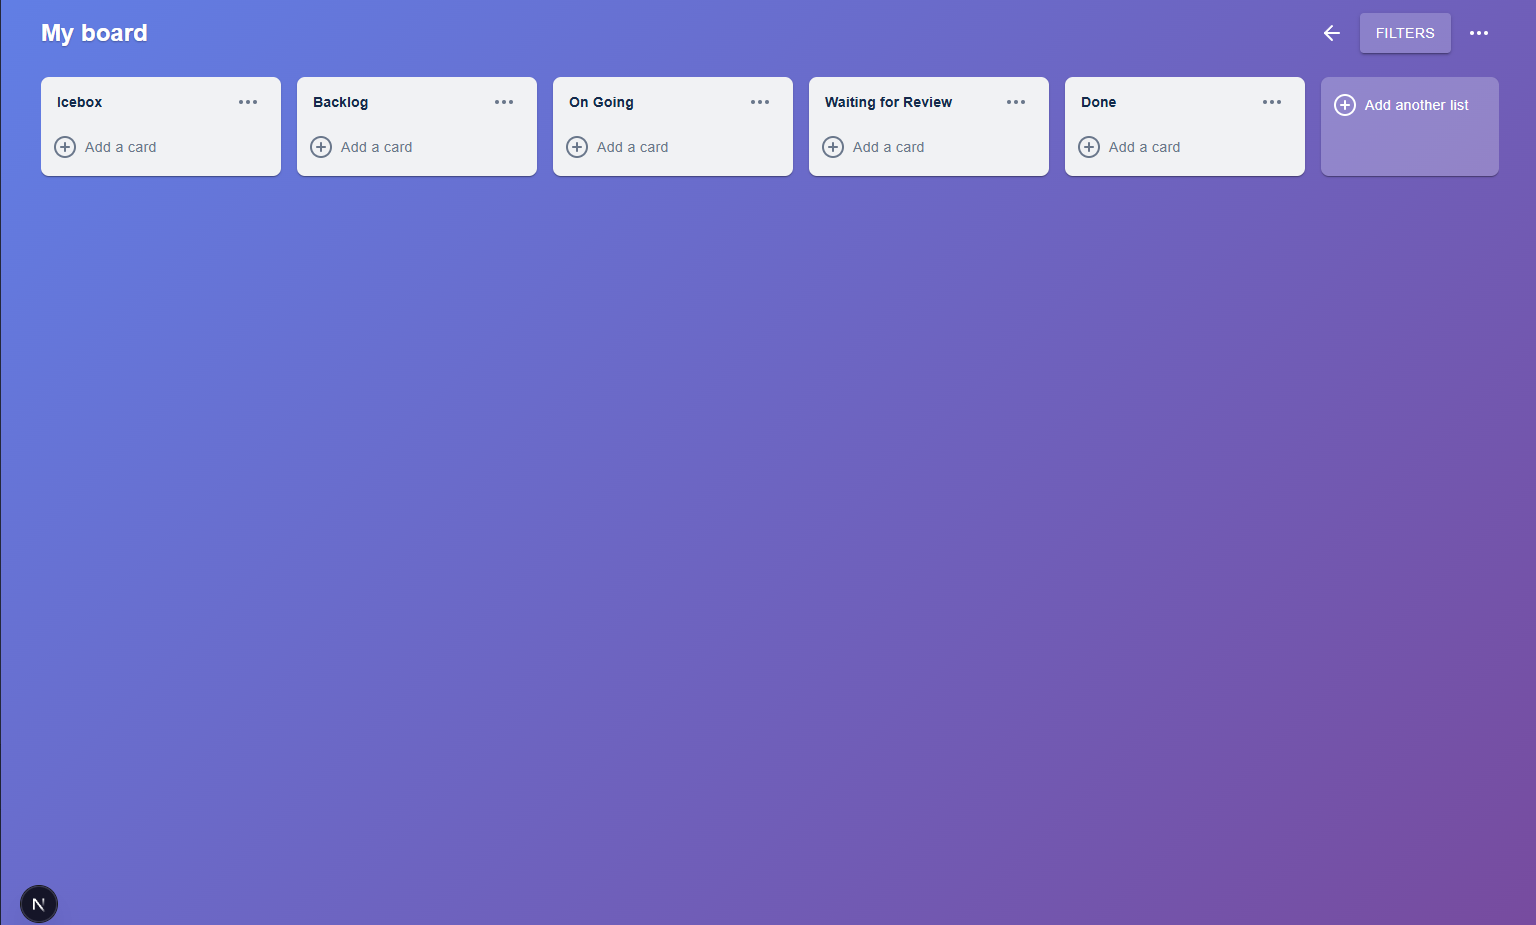 My board
FILTERS
Icebox
Backlog
On Going
Waiting for Review
Done
Add another list
Add a card
Add a card
Add a card
Add a card
Add a card
N